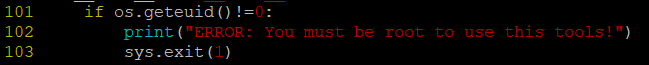 101     if os.geteuid()!=0:
102         print("ERROR: You must be root to use this tools!")
103         sys.exit(1)